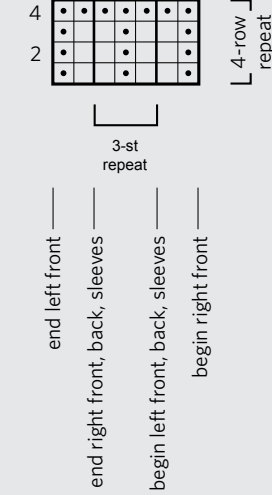 4
2
4-row
repeat
3-st
repeat
end left front
end right front, back, sleeves
begin left front, back, sleeves
begin right front